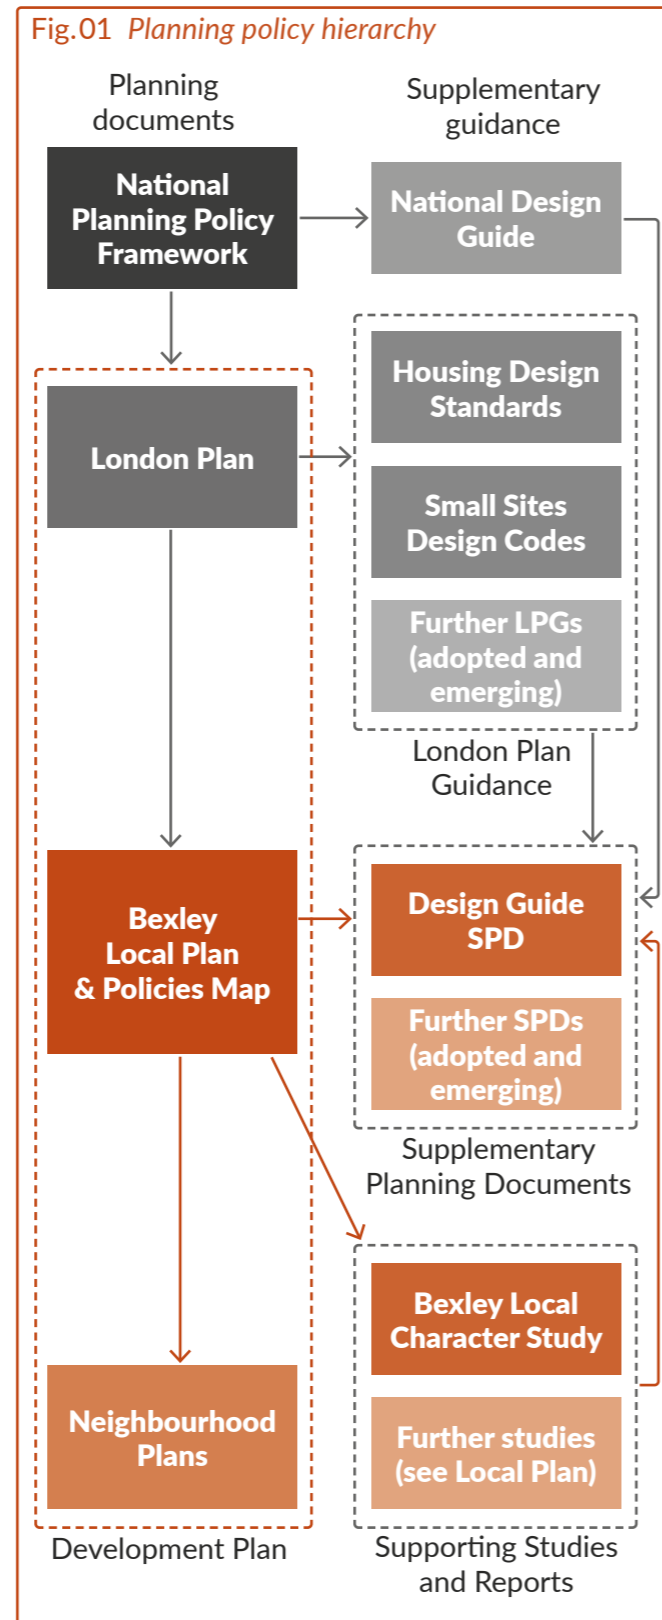 Fig.01 Planning policy hierarchy
Planning
documents
Supplementary
guidance
National
Planning Policy
Framework
National Design
Guide
London Plan
Housing Design
Standards
Small Sites
Design Codes
Further LPGs
(adopted and
emerging)
London Plan
Guidance
Bexley
Local Plan
& Policies Map
Design Guide
SPD
Further SPDs
(adopted and
emerging)
Supplementary
Planning Documents
Bexley Local
Character Study
Neighbourhood
Plans
Further studies
(see Local Plan)
Development Plan
Supporting Studies
and Reports